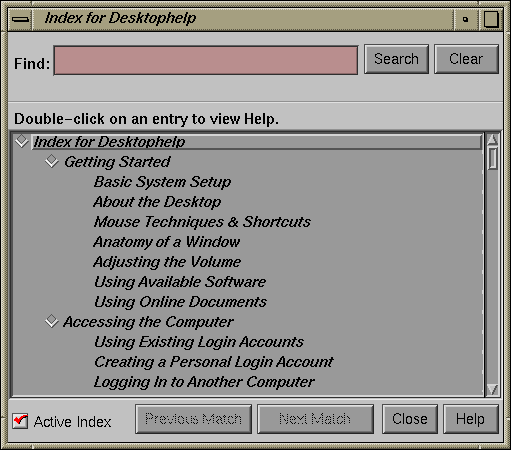 Index for Desktophelp
Find:
Search
Clear
Double-click on an entry to view Help.
Index for Desktophelp
Getting Started
Basic System Setup
About the Desktop
Mouse Techniques & Shortcuts
Anatomy of a Window
Adjusting the Volume
Using Available Software
Using Online Documents
Accessing the Computer
Using Existing Login Accounts
Creating a Personal Login Account
Logging In to Another Computer
Active Index
Previous Match
Next Match
Close
Help